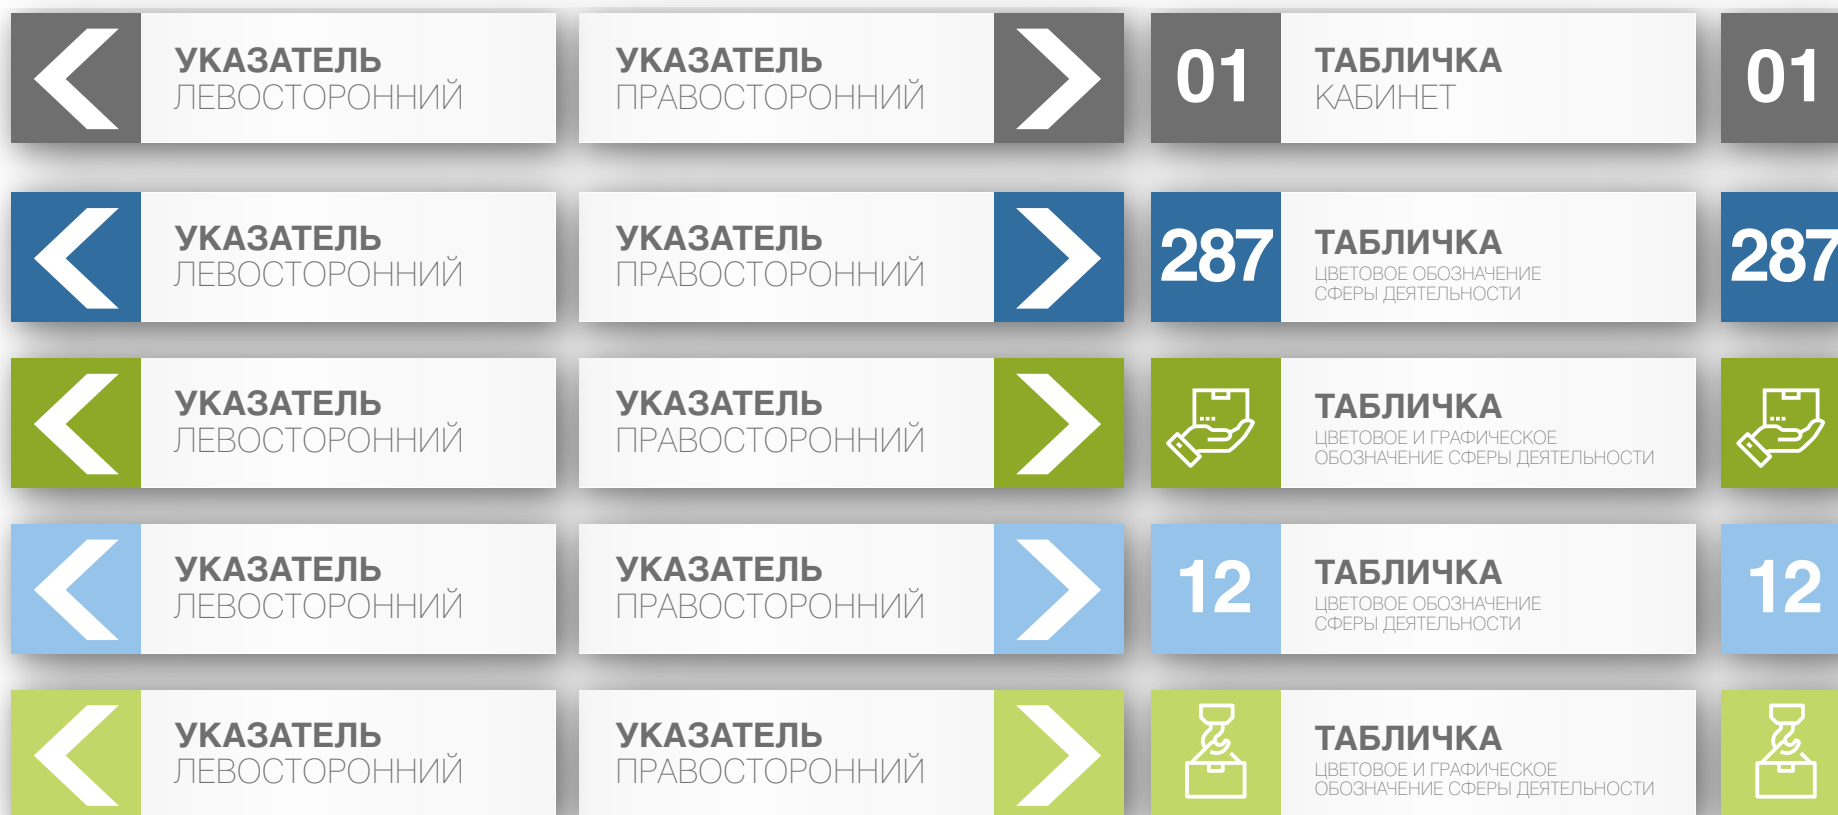 УКАЗАТЕЛЬ
ЛЕВОСТОРОННИЙ
УКАЗАТЕЛЬ
ПРАВОСТОРОННИЙ
01
ТАБЛИЧКА
КАБИНЕТ
01
УКАЗАТЕЛЬ
ЛЕВОСТОРОННИЙ
УКАЗАТЕЛЬ
ПРАВОСТОРОННИЙ
287
ТАБЛИЧКА
ЦВЕТОВОЕ ОБОЗНАЧЕНИЕ
СФЕРЫ ДЕЯТЕЛЬНОСТИ
287
УКАЗАТЕЛЬ
ЛЕВОСТОРОННИЙ
УКАЗАТЕЛЬ
ПРАВОСТОРОННИЙ
ТАБЛИЧКА
ЦВЕТОВОЕ И ГРАФИЧЕСКОЕ
ОБОЗНАЧЕНИЕ СФЕРЫ ДЕЯТЕЛЬНОСТИ
УКАЗАТЕЛЬ
ЛЕВОСТОРОННИЙ
УКАЗАТЕЛЬ
ПРАВОСТОРОННИЙ
12
ТАБЛИЧКА
ЦВЕТОВОЕ ОБОЗНАЧЕНИЕ
СФЕРЫ ДЕЯТЕЛЬНОСТИ
12
УКАЗАТЕЛЬ
ЛЕВОСТОРОННИЙ
УКАЗАТЕЛЬ
ПРАВОСТОРОННИЙ
ТАБЛИЧКА
ЦВЕТОВОЕ И ГРАФИЧЕСКОЕ
ОБОЗНАЧЕНИЕ СФЕРЫ ДЕЯТЕЛЬНОСТИ